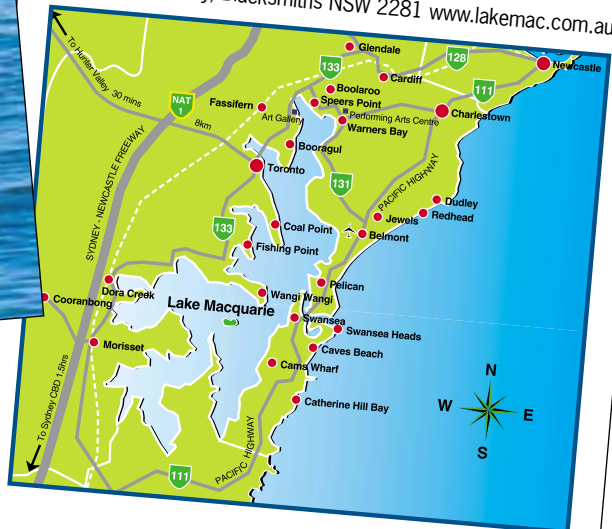 Blacksmiths NSW 2281 www.lakemac.com.au
Glendale
128
Newcastle
133
Cardiff
To Hunter Valley
30 mins
NAT
1
8km
Fassifern
Boolaroo
111
Speers Point
Art Gallery
Performing Arts Centre
Charlestown
Warners Bay
Booragul
Toronto
131
PACIFIC HIGHWAY
SYDNEY - NEWCASTLE FREEWAY
Dudley
Redhead
Jewels
133
Coal Point
Belmont
Fishing Point
Dora Creek
Pelican
Cooranbong
Lake Macquarie
Wangi Wangi
Swansea
Swansea Heads
Morisset
Caves Beach
Cams Wharf
N
To Sydney CBD 1.5hrs
Catherine Hill Bay
W
E
S
PACIFIC HIGHWAY
111